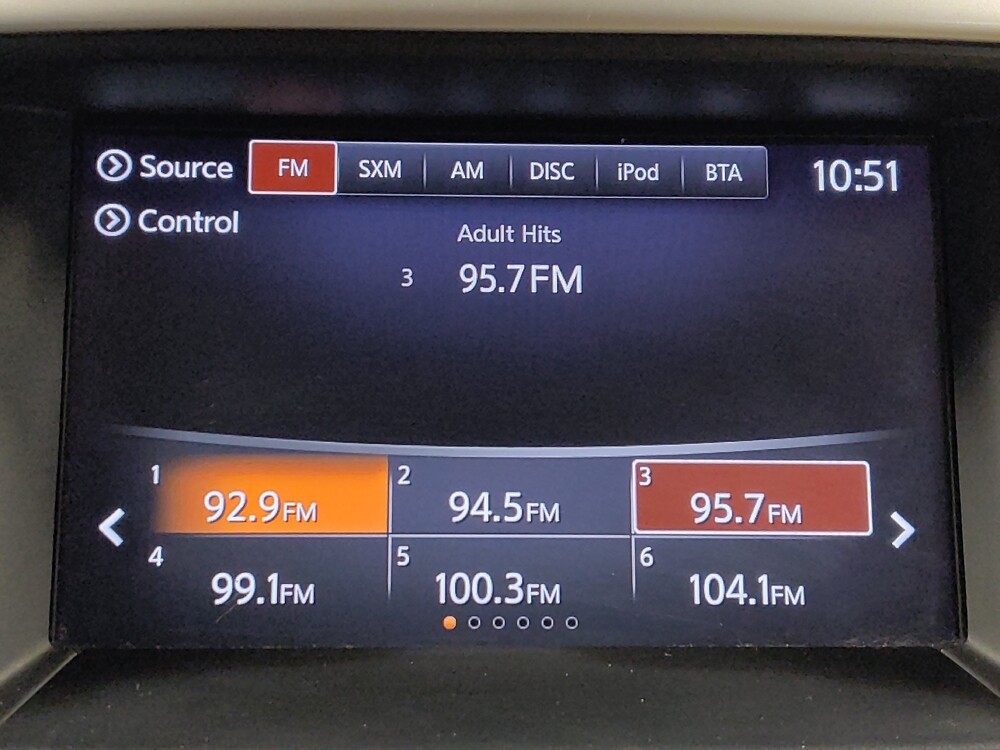 Source FM SXM AM DISC iPod BTA 10:51
Control
Adult Hits
3 95.7FM
1 92.9FM 2 94.5FM 3 95.7FM
4 99.1FM 5 100.3FM 6 104.1FM